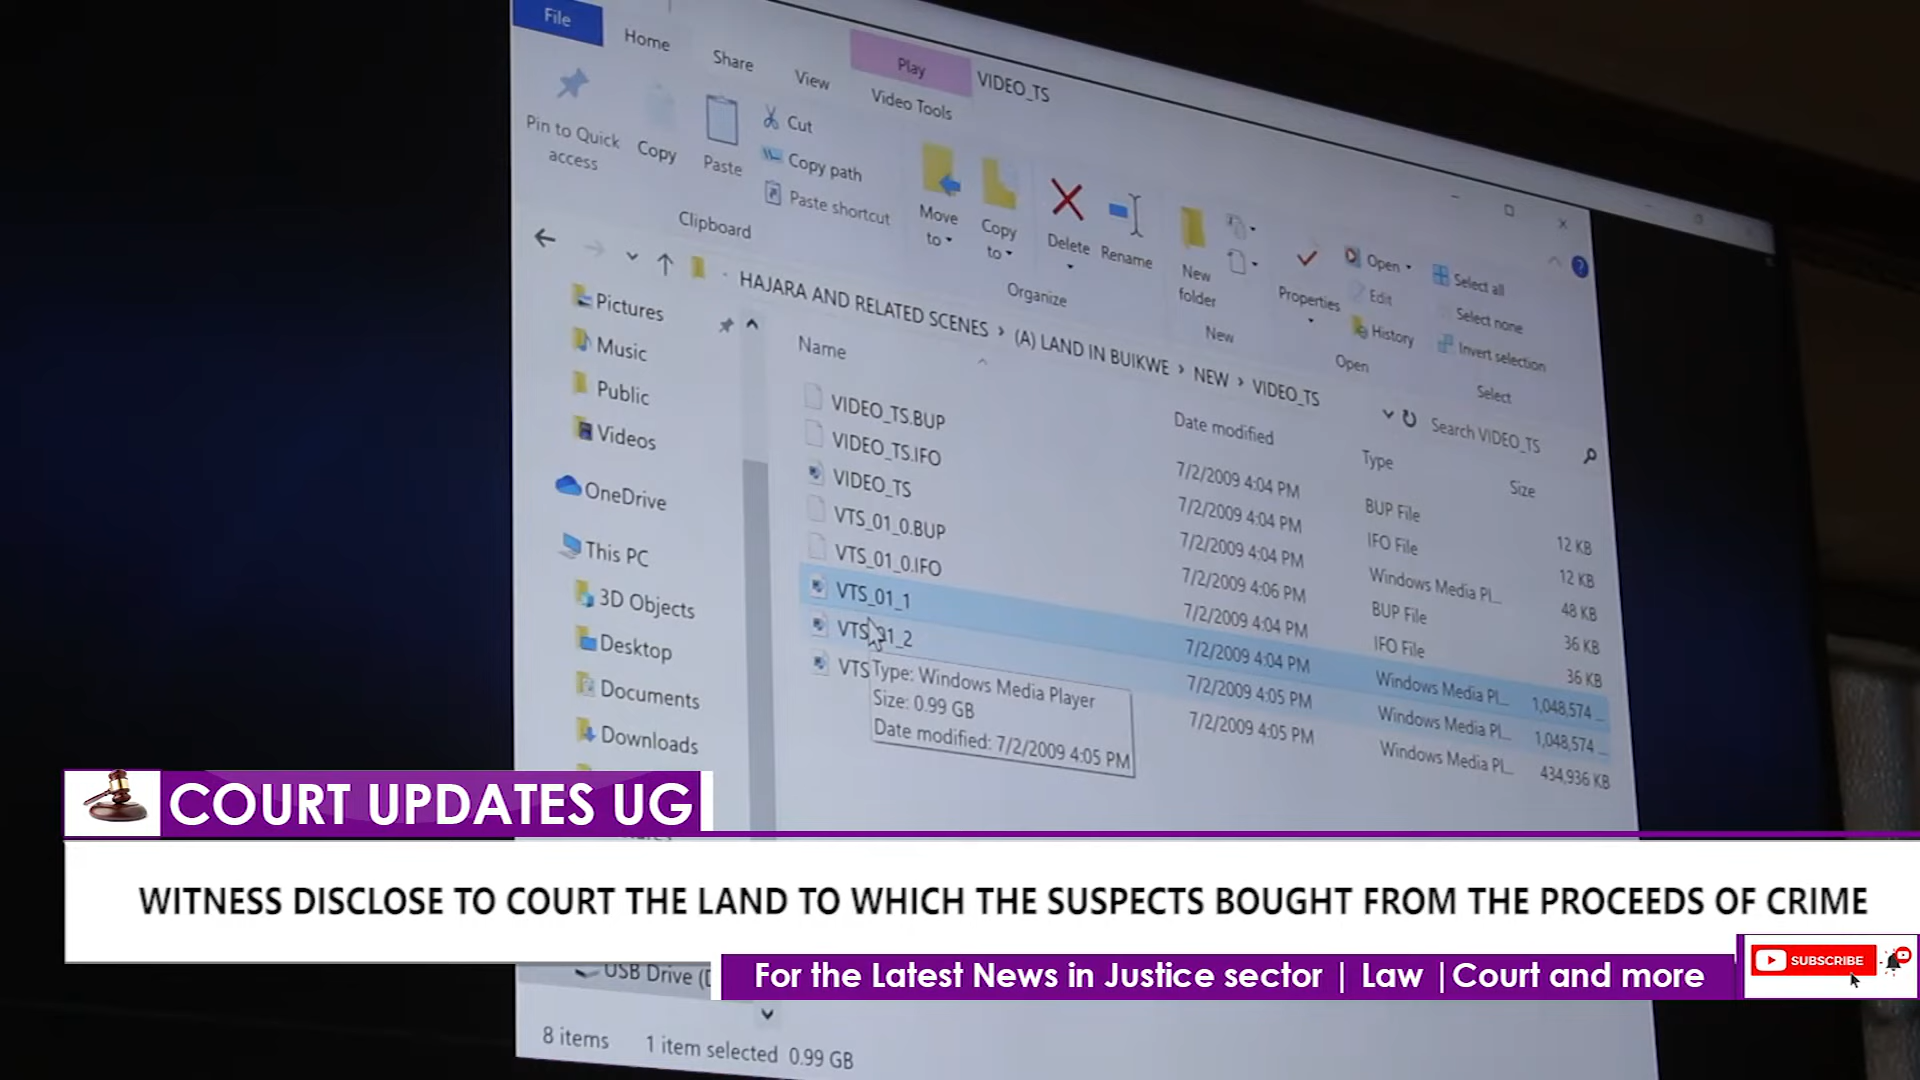 File
Home
Share
View
Play
Video Tools
VIDEO_TS
Pin to Quick
access
Copy
Paste
Cut
Copy path
Paste shortcut
Clipboard
Move
to
Copy
to
Delete
Rename
Organize
New
folder
New
Properties
Open
Edit
History
Open
Select all
Select none
Invert selection
Select
HAJARA AND RELATED SCENES › (A) LAND IN BUIKWE › NEW › VIDEO_TS
Search VIDEO_TS
Pictures
Music
Public
Videos
OneDrive
This PC
3D Objects
Desktop
Documents
Downloads
USB Drive (
Name Date modified Type Size
VIDEO_TS.BUP 7/2/2009 4:04 PM BUP File 12 KB
VIDEO_TS.IFO 7/2/2009 4:04 PM IFO File 12 KB
VIDEO_TS 7/2/2009 4:04 PM Windows Media Pl... 48 KB
VTS_01_0.BUP 7/2/2009 4:06 PM BUP File 36 KB
VTS_01_0.IFO 7/2/2009 4:04 PM IFO File 36 KB
VTS_01_1 7/2/2009 4:04 PM Windows Media Pl... 1,048,574 ...
VTS_01_2 7/2/2009 4:05 PM Windows Media Pl... 1,048,574 ...
VTS 7/2/2009 4:05 PM Windows Media Pl... 434,936 KB
Type: Windows Media Player
Size: 0.99 GB
Date modified: 7/2/2009 4:05 PM
8 items 1 item selected 0.99 GB
COURT UPDATES UG
WITNESS DISCLOSE TO COURT THE LAND TO WHICH THE SUSPECTS BOUGHT FROM THE PROCEEDS OF CRIME
For the Latest News in Justice sector | Law |Court and more
SUBSCRIBE